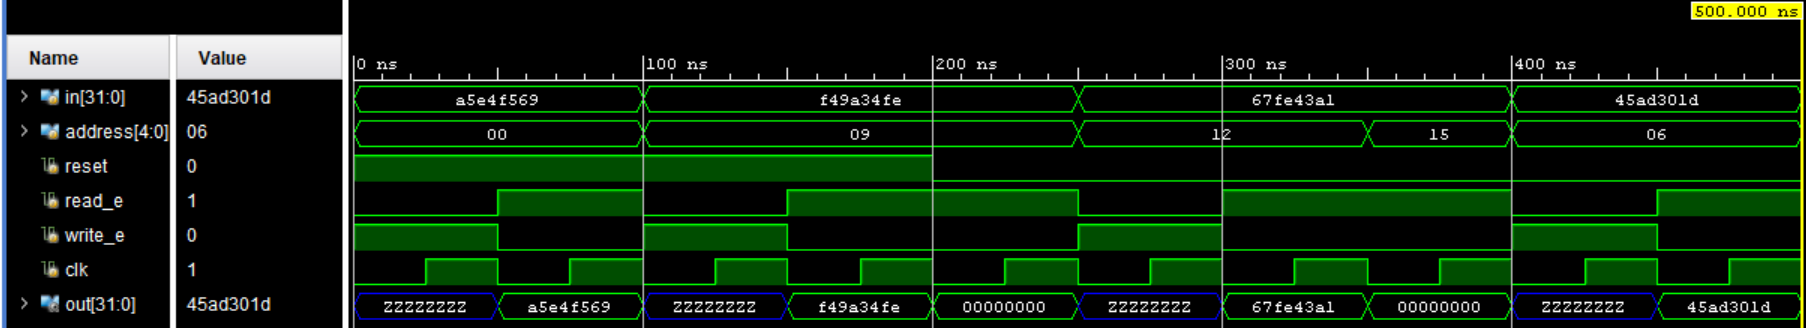 500.000 ns
Name Value
0 ns 100 ns 200 ns 300 ns 400 ns
in[31:0] 45ad301d a5e4f569 f49a34fe 67fe43a1 45ad301d
address[4:0] 06 00 09 12 15 06
reset 0
read_e 1
write_e 0
clk 1
out[31:0] 45ad301d ZZZZZZZZ a5e4f569 ZZZZZZZZ f49a34fe 00000000 ZZZZZZZZ 67fe43a1 00000000 ZZZZZZZZ 45ad301d